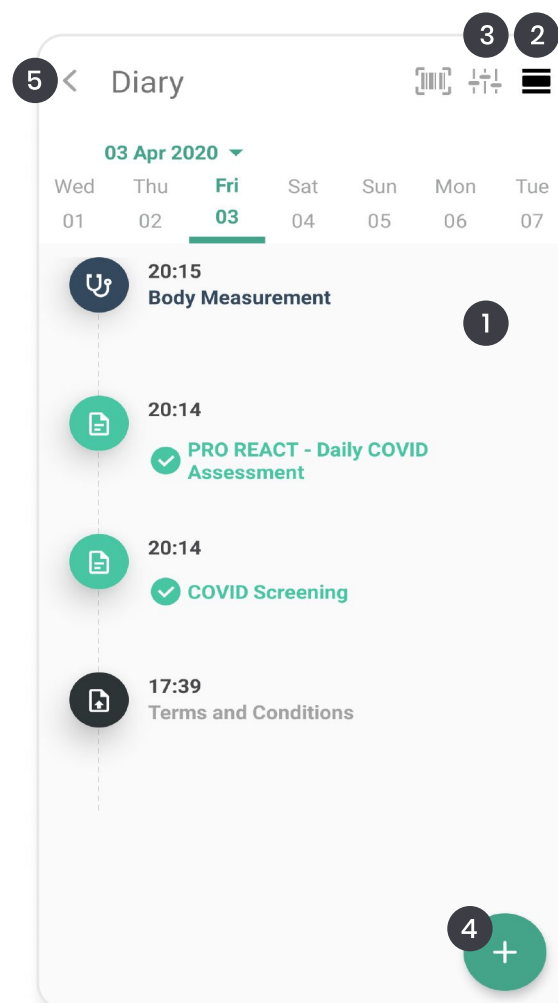 3 2
5 Diary
03 Apr 2020
Wed Thu Fri Sat Sun Mon Tue
01 02 03 04 05 06 07
20:15
Body Measurement
1
20:14
PRO REACT - Daily COVID
Assessment
20:14
COVID Screening
17:39
Terms and Conditions
4
+